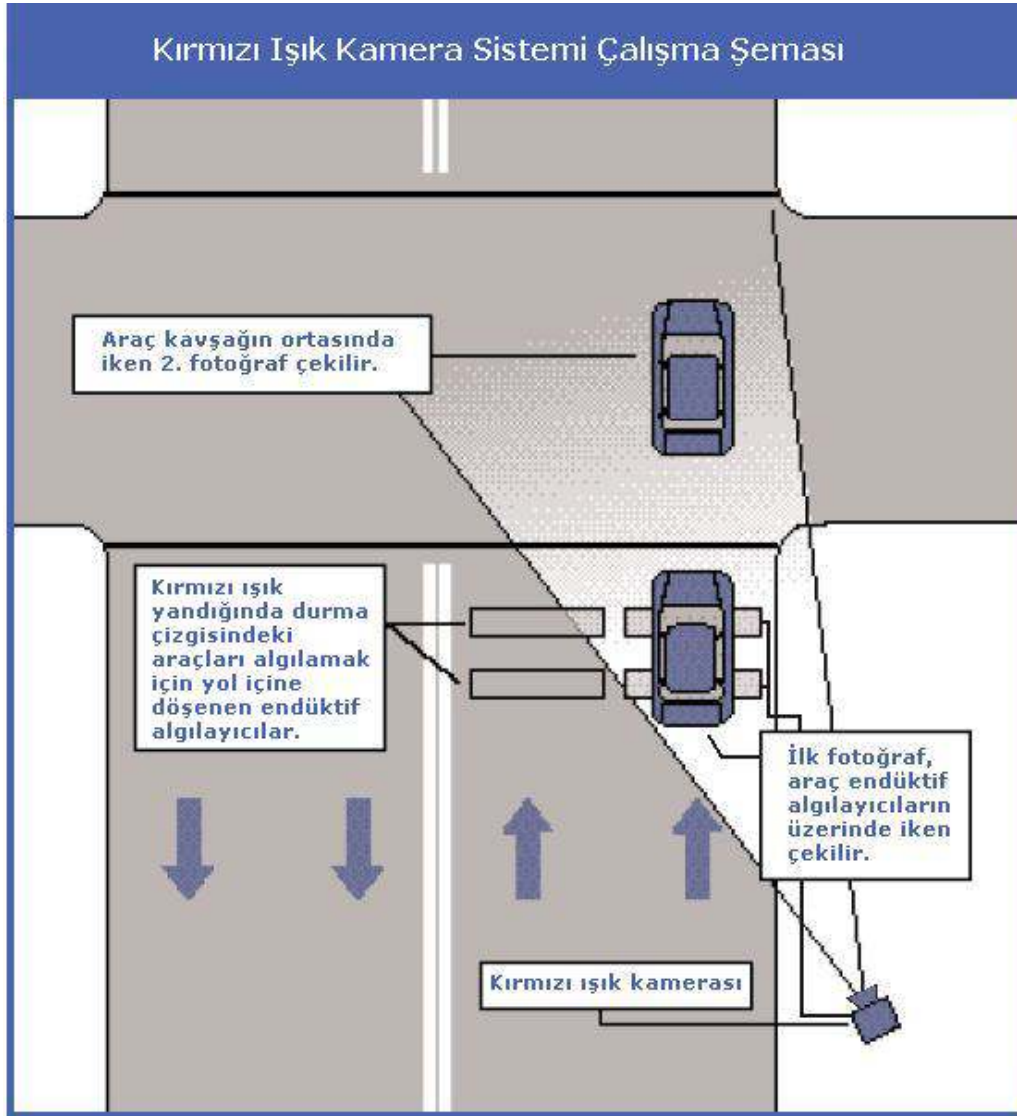 Kırmızı Işık Kamera Sistemi Çalışma Şeması
Araç kavşağın ortasında
iken 2. fotoğraf çekilir.
Kırmızı ışık
yandığında durma
çizgisindeki
araçları algılamak
için yol içine
döşenen endüktif
algılayıcılar.
İlk fotoğraf,
araç endüktif
algılayıcıların
üzerinde iken
çekilir.
Kırmızı ışık kamerası